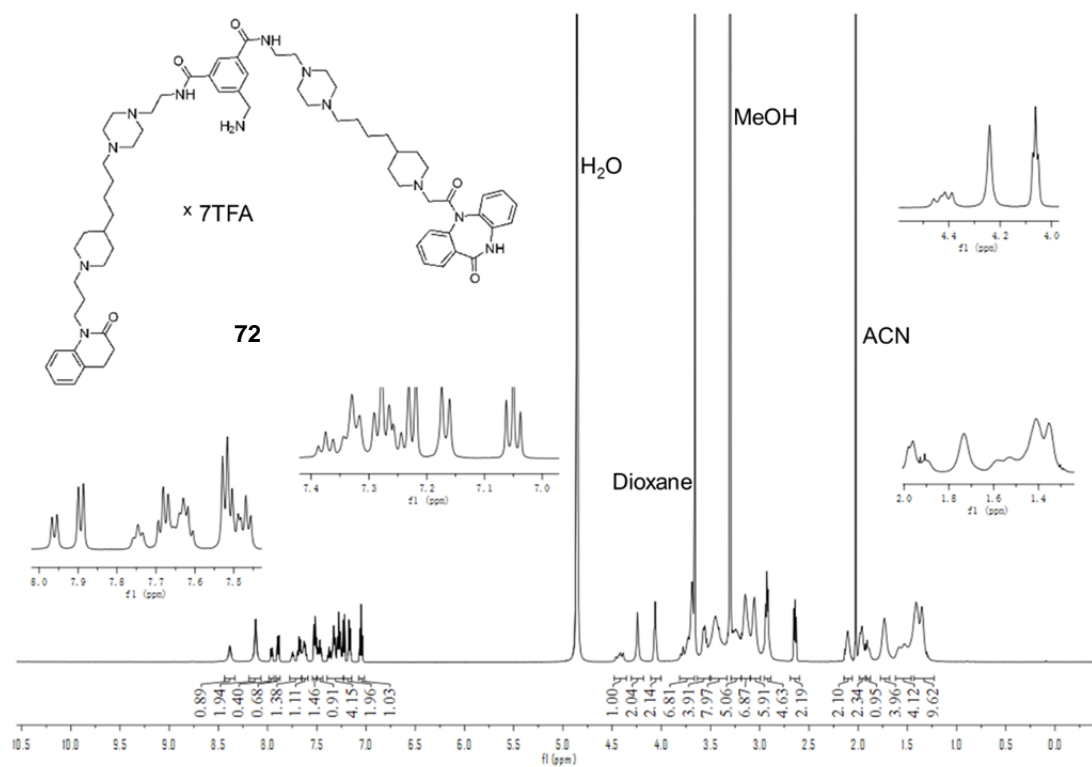 O
NH
O
NH
N
N
N
N
H₂N
N
N
N
O
N
NH
O
N
N
O
x 7TFA
72
H₂O
MeOH
ACN
Dioxane
4.4 4.2 4.0
f1 (ppm)
7.4 7.3 7.2 7.1 7.0
f1 (ppm)
2.0 1.8 1.6 1.4
f1 (ppm)
8.0 7.9 7.8 7.7 7.6 7.5
f1 (ppm)
0.89 1.94 0.40 0.68 1.38 1.11 1.46 0.91 4.15 1.96 1.03
1.00 2.04 2.14 6.81 3.91 7.97 5.06 6.87 5.91 4.63 2.19
2.10 2.34 0.95 3.96 4.12 9.62
10.5 10.0 9.5 9.0 8.5 8.0 7.5 7.0 6.5 6.0 5.5 5.0 4.5 4.0 3.5 3.0 2.5 2.0 1.5 1.0 0.5 0.0
f1 (ppm)